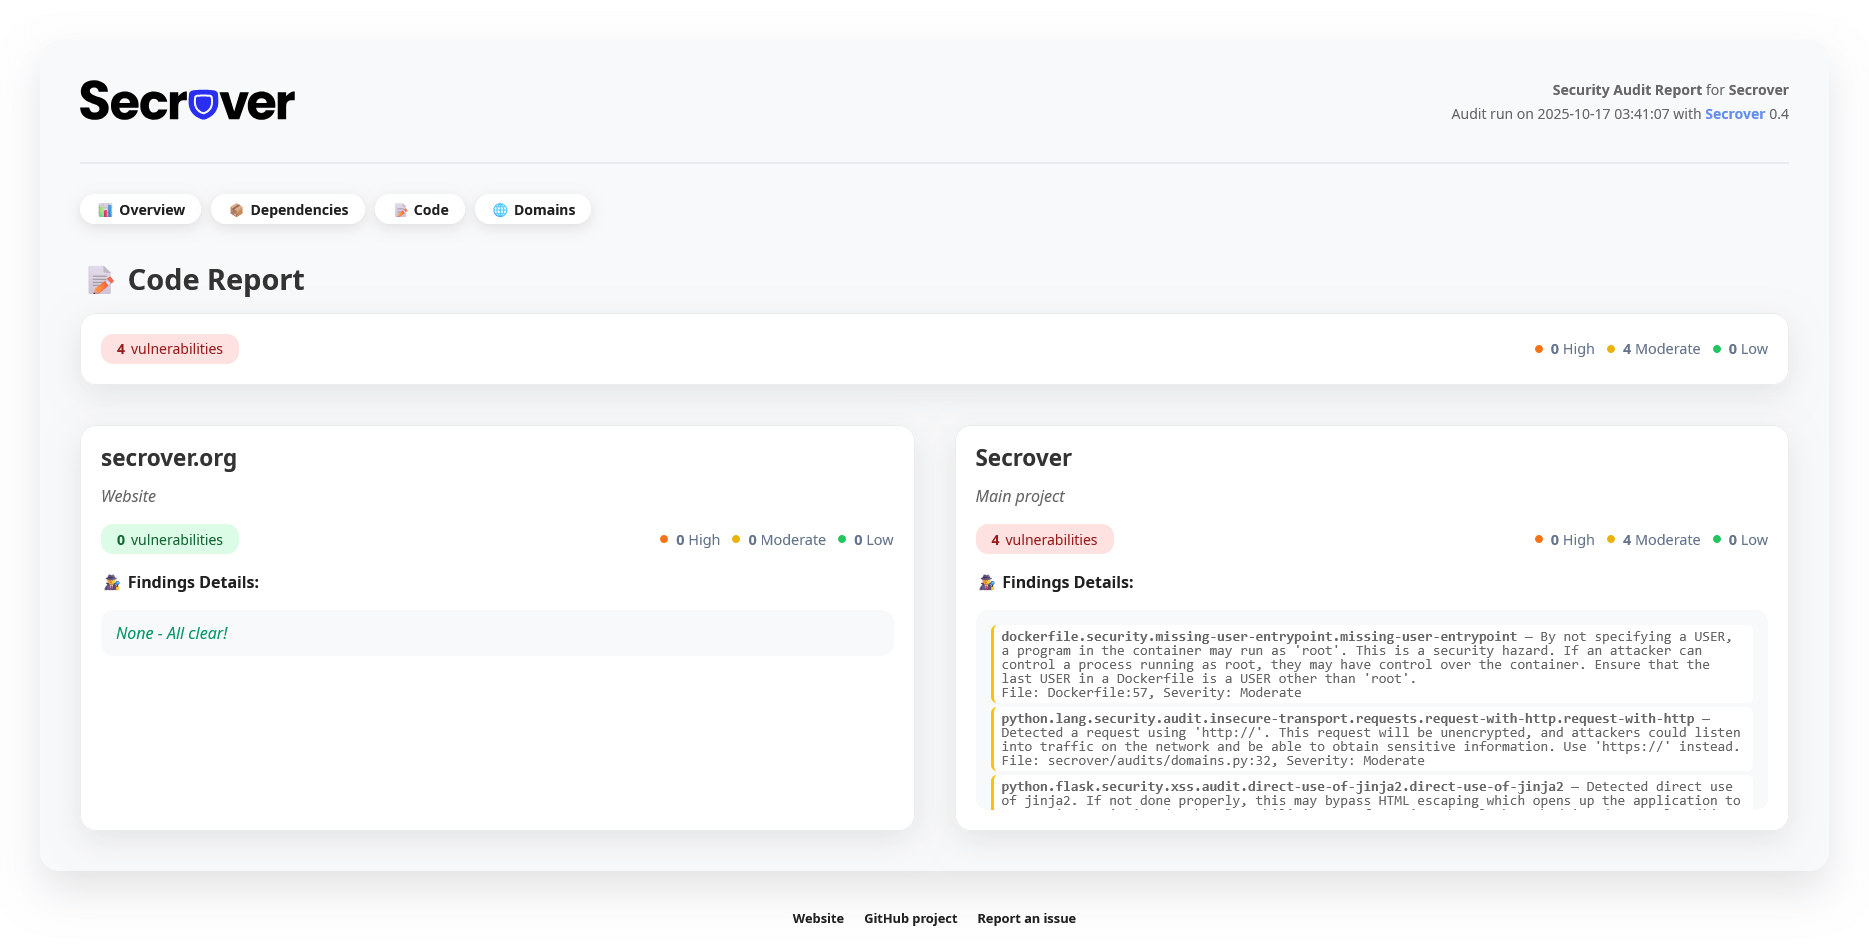 Secrover
Security Audit Report for Secrover
Audit run on 2025-10-17 03:41:07 with Secrover 0.4
Overview
Dependencies
Code
Domains
Code Report
4 vulnerabilities
0 High
4 Moderate
0 Low
secrover.org
Website
0 vulnerabilities
0 High
0 Moderate
0 Low
Findings Details:
None - All clear!
Secrover
Main project
4 vulnerabilities
0 High
4 Moderate
0 Low
Findings Details:
dockerfile.security.missing-user-entrypoint.missing-user-entrypoint — By not specifying a USER,
a program in the container may run as 'root'. This is a security hazard. If an attacker can
control a process running as root, they may have control over the container. Ensure that the
last USER in a Dockerfile is a USER other than 'root'.
File: Dockerfile:57, Severity: Moderate
python.lang.security.audit.insecure-transport.requests.request-with-http.request-with-http —
Detected a request using 'http://'. This request will be unencrypted, and attackers could listen
into traffic on the network and be able to obtain sensitive information. Use 'https://' instead.
File: secrover/audits/domains.py:32, Severity: Moderate
python.flask.security.xss.audit.direct-use-of-jinja2.direct-use-of-jinja2 — Detected direct use
of jinja2. If not done properly, this may bypass HTML escaping which opens up the application to
Website
GitHub project
Report an issue